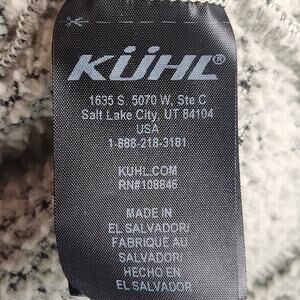 KÜHL®
1635 S. 5070 W, Ste C
Salt Lake City, UT 84104
USA
1-888-218-3181
KUHL.COM
RN#108846
MADE IN
EL SALVADOR/
FABRIQUÉ AU
SALVADOR/
HECHO EN
EL SALVADOR